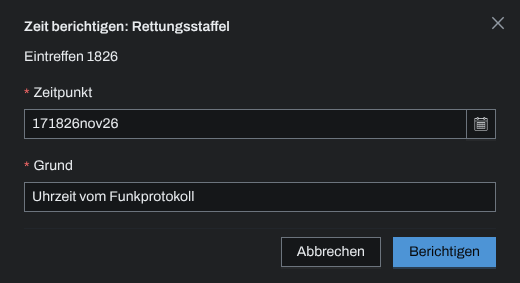 Zeit berichtigen: Rettungsstaffel
Eintreffen 1826
* Zeitpunkt
171826nov26
* Grund
Uhrzeit vom Funkprotokoll
Abbrechen Berichtigen